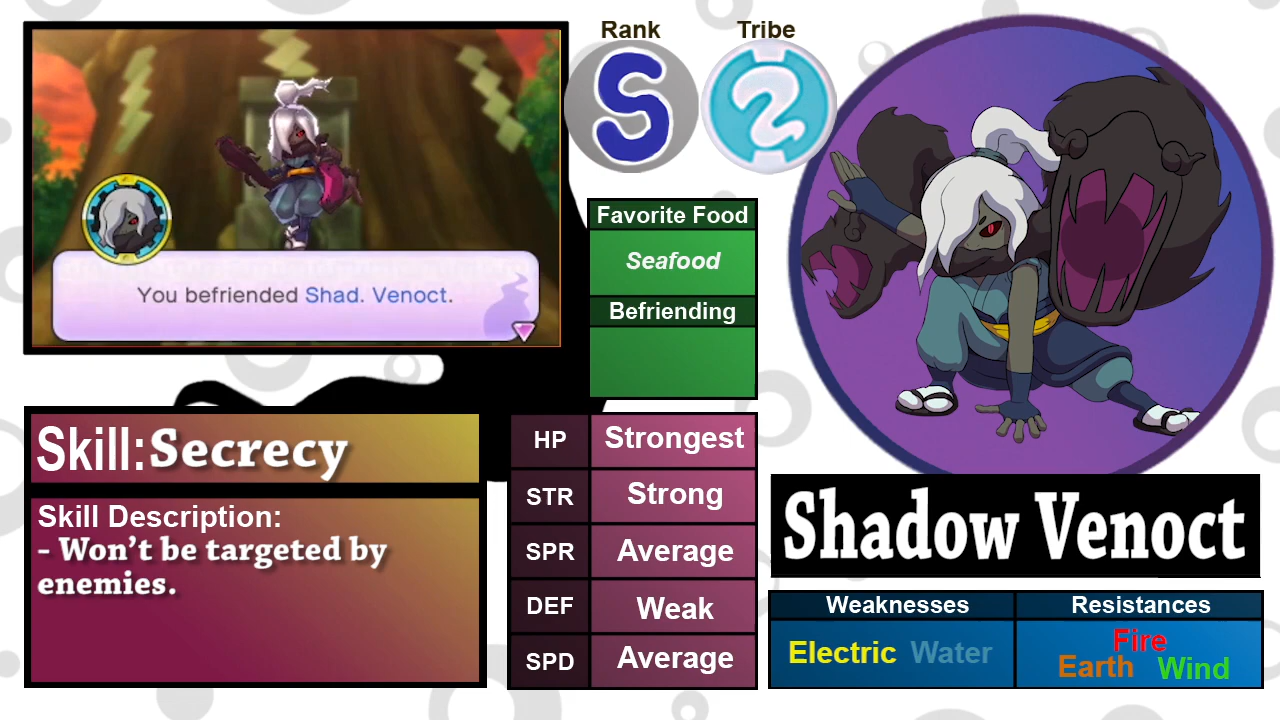 Rank
Tribe
S
You befriended Shad. Venoct.
Favorite Food
Seafood
Befriending
Skill:Secrecy
Skill Description:
- Won't be targeted by
enemies.
HP Strongest
STR Strong
SPR Average
DEF Weak
SPD Average
Shadow Venoct
Weaknesses
Electric Water
Resistances
Fire
Earth Wind